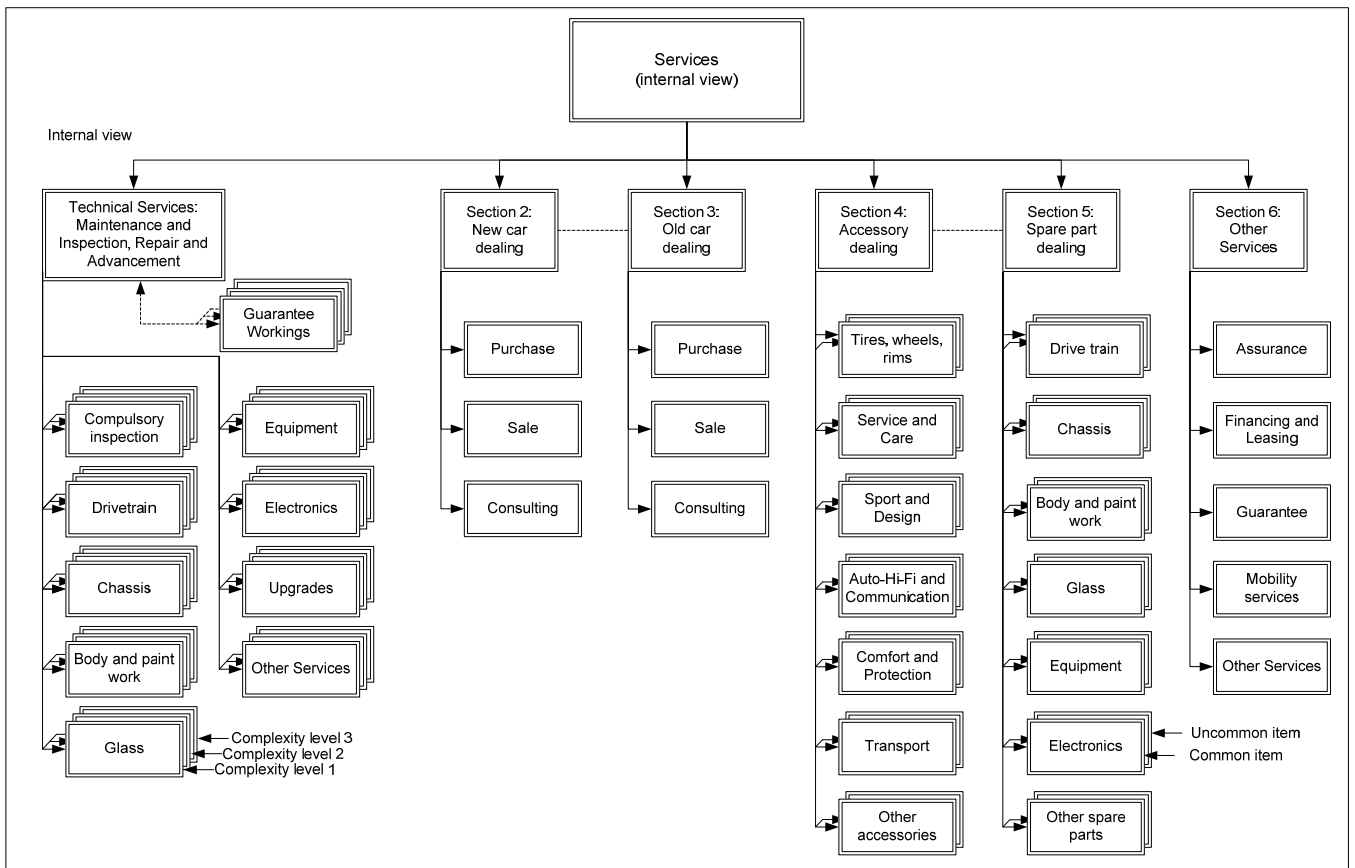 Services
(internal view)
Internal view
Technical Services:
Maintenance and
Inspection, Repair and
Advancement
Section 2:
New car
dealing
Section 3:
Old car
dealing
Section 4:
Accessory
dealing
Section 5:
Spare part
dealing
Section 6:
Other
Services
Guarantee
Workings
Compulsory
inspection
Drivetrain
Chassis
Body and paint
work
Glass
Complexity level 3
Complexity level 2
Complexity level 1
Equipment
Electronics
Upgrades
Other Services
Purchase
Sale
Consulting
Purchase
Sale
Consulting
Tires, wheels,
rims
Service and
Care
Sport and
Design
Auto-Hi-Fi and
Communication
Comfort and
Protection
Transport
Other
accessories
Drive train
Chassis
Body and paint
work
Glass
Equipment
Electronics
Uncommon item
Common item
Other spare
parts
Assurance
Financing and
Leasing
Guarantee
Mobility
services
Other Services